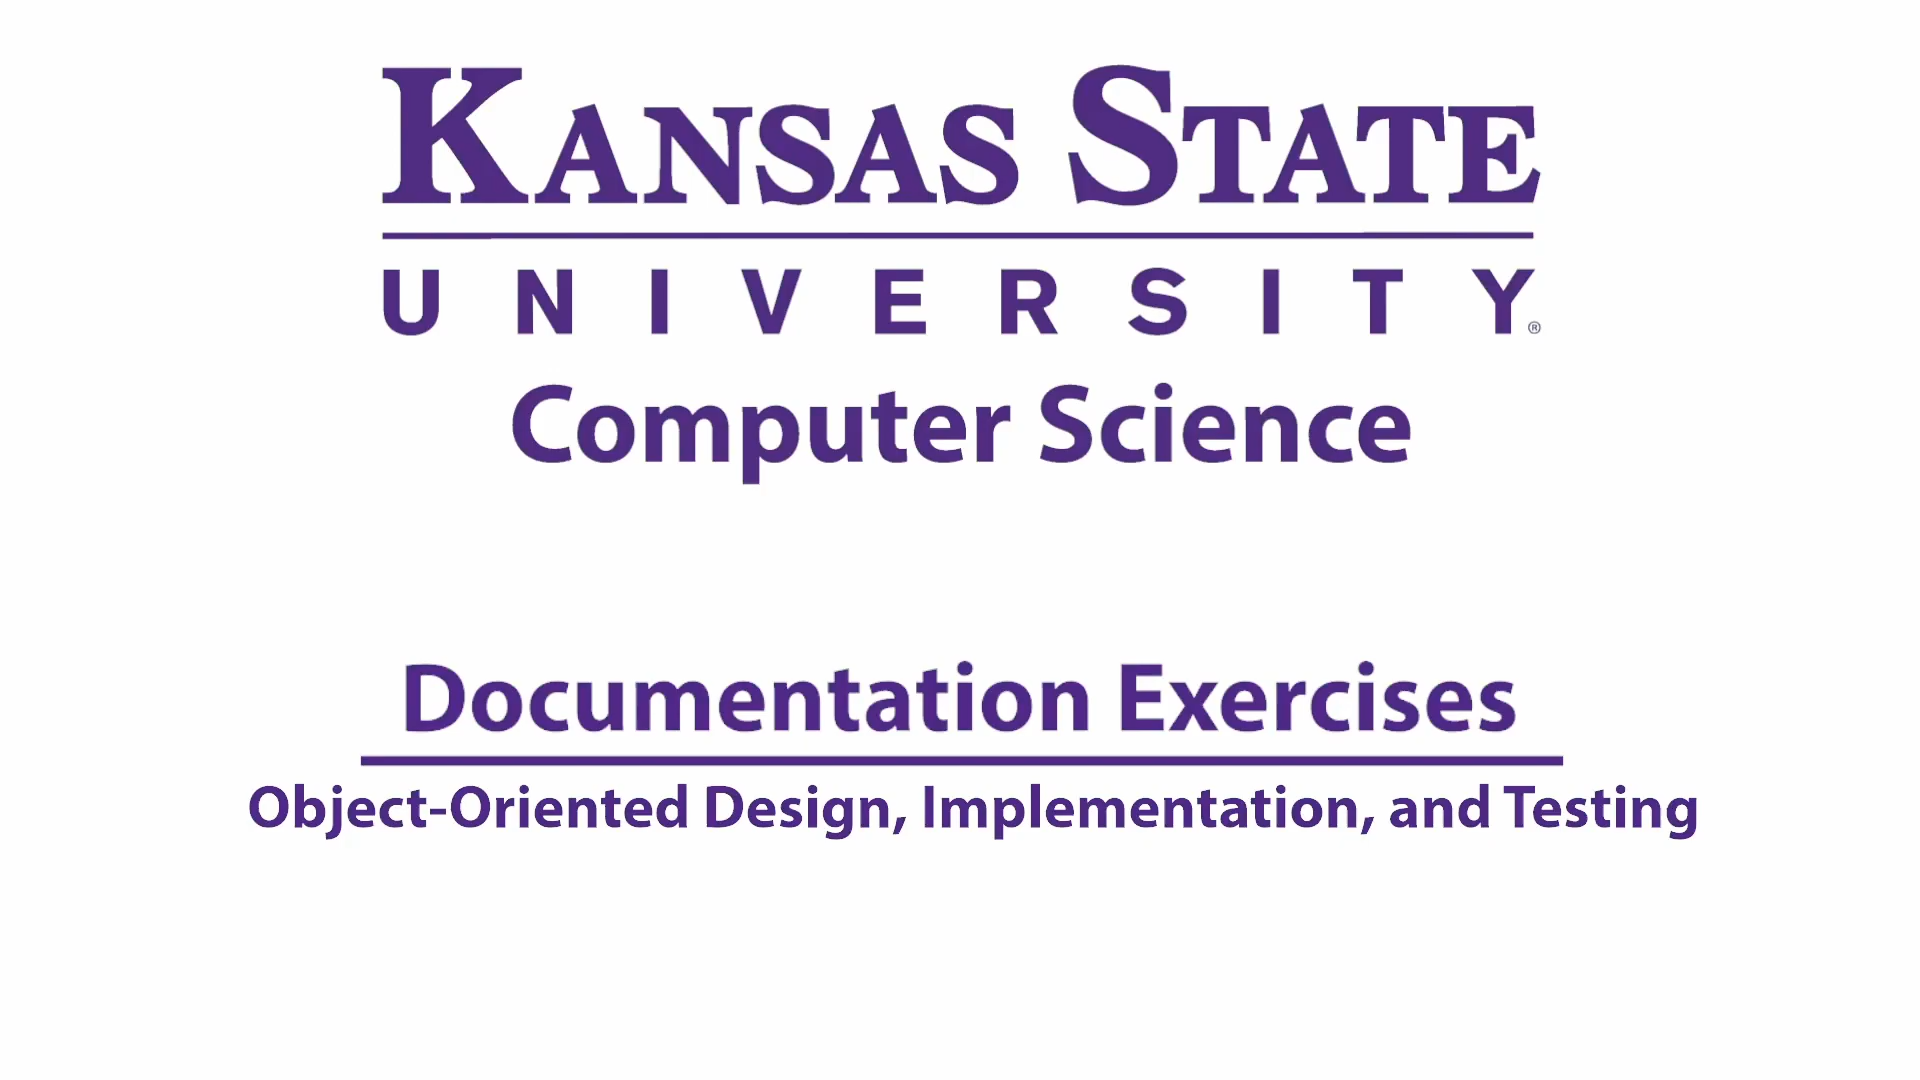 KANSAS STATE
UNIVERSITY®
Computer Science
Documentation Exercises
Object-Oriented Design, Implementation, and Testing